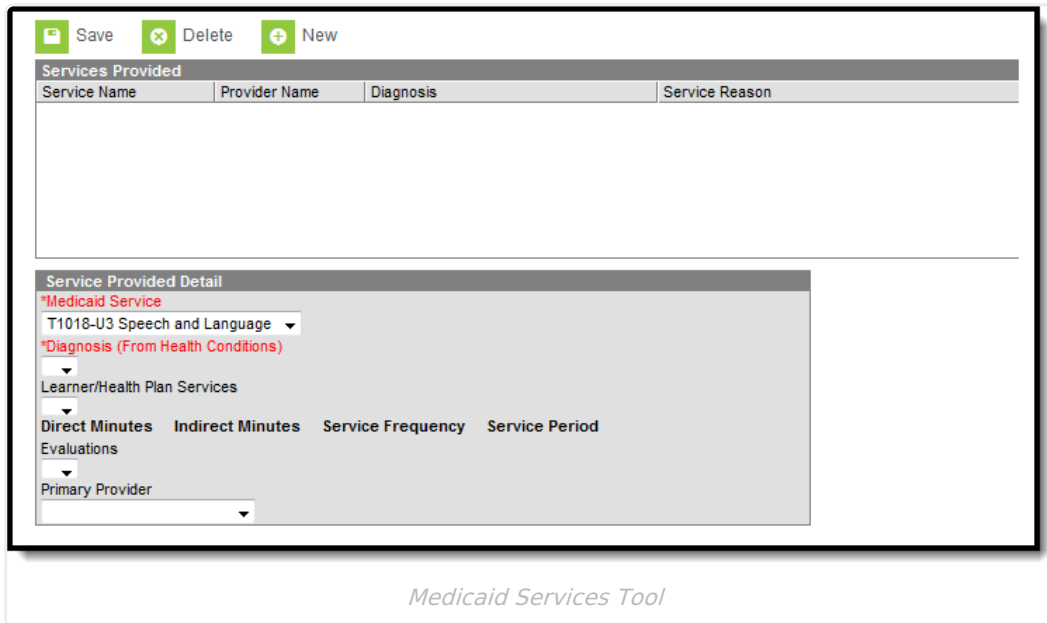 Save Delete New
Services Provided
Service Name Provider Name Diagnosis Service Reason
Service Provided Detail
*Medicaid Service
T1018-U3 Speech and Language
*Diagnosis (From Health Conditions)
Learner/Health Plan Services
Direct Minutes Indirect Minutes Service Frequency Service Period
Evaluations
Primary Provider
Medicaid Services Tool